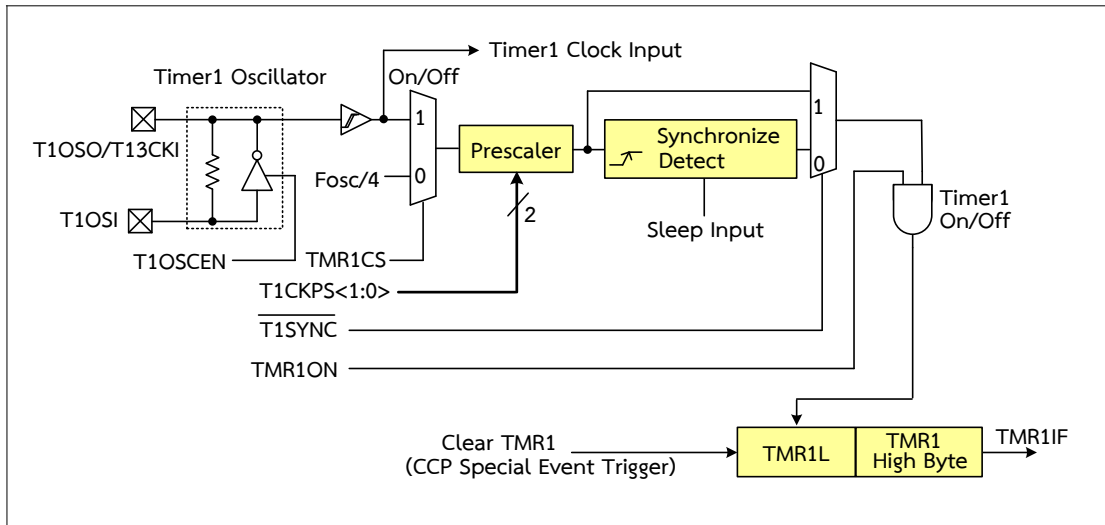 Timer1 Clock Input
Timer1 Oscillator
On/Off
T1OSO/T13CKI
1
Fosc/4
0
Prescaler
Synchronize
Detect
1
0
T1OSI
2
Sleep Input
Timer1
On/Off
T1OSCEN
TMR1CS
T1CKPS<1:0>
T1SYNC
TMR1ON
Clear TMR1
(CCP Special Event Trigger)
TMR1L
TMR1
High Byte
TMR1IF